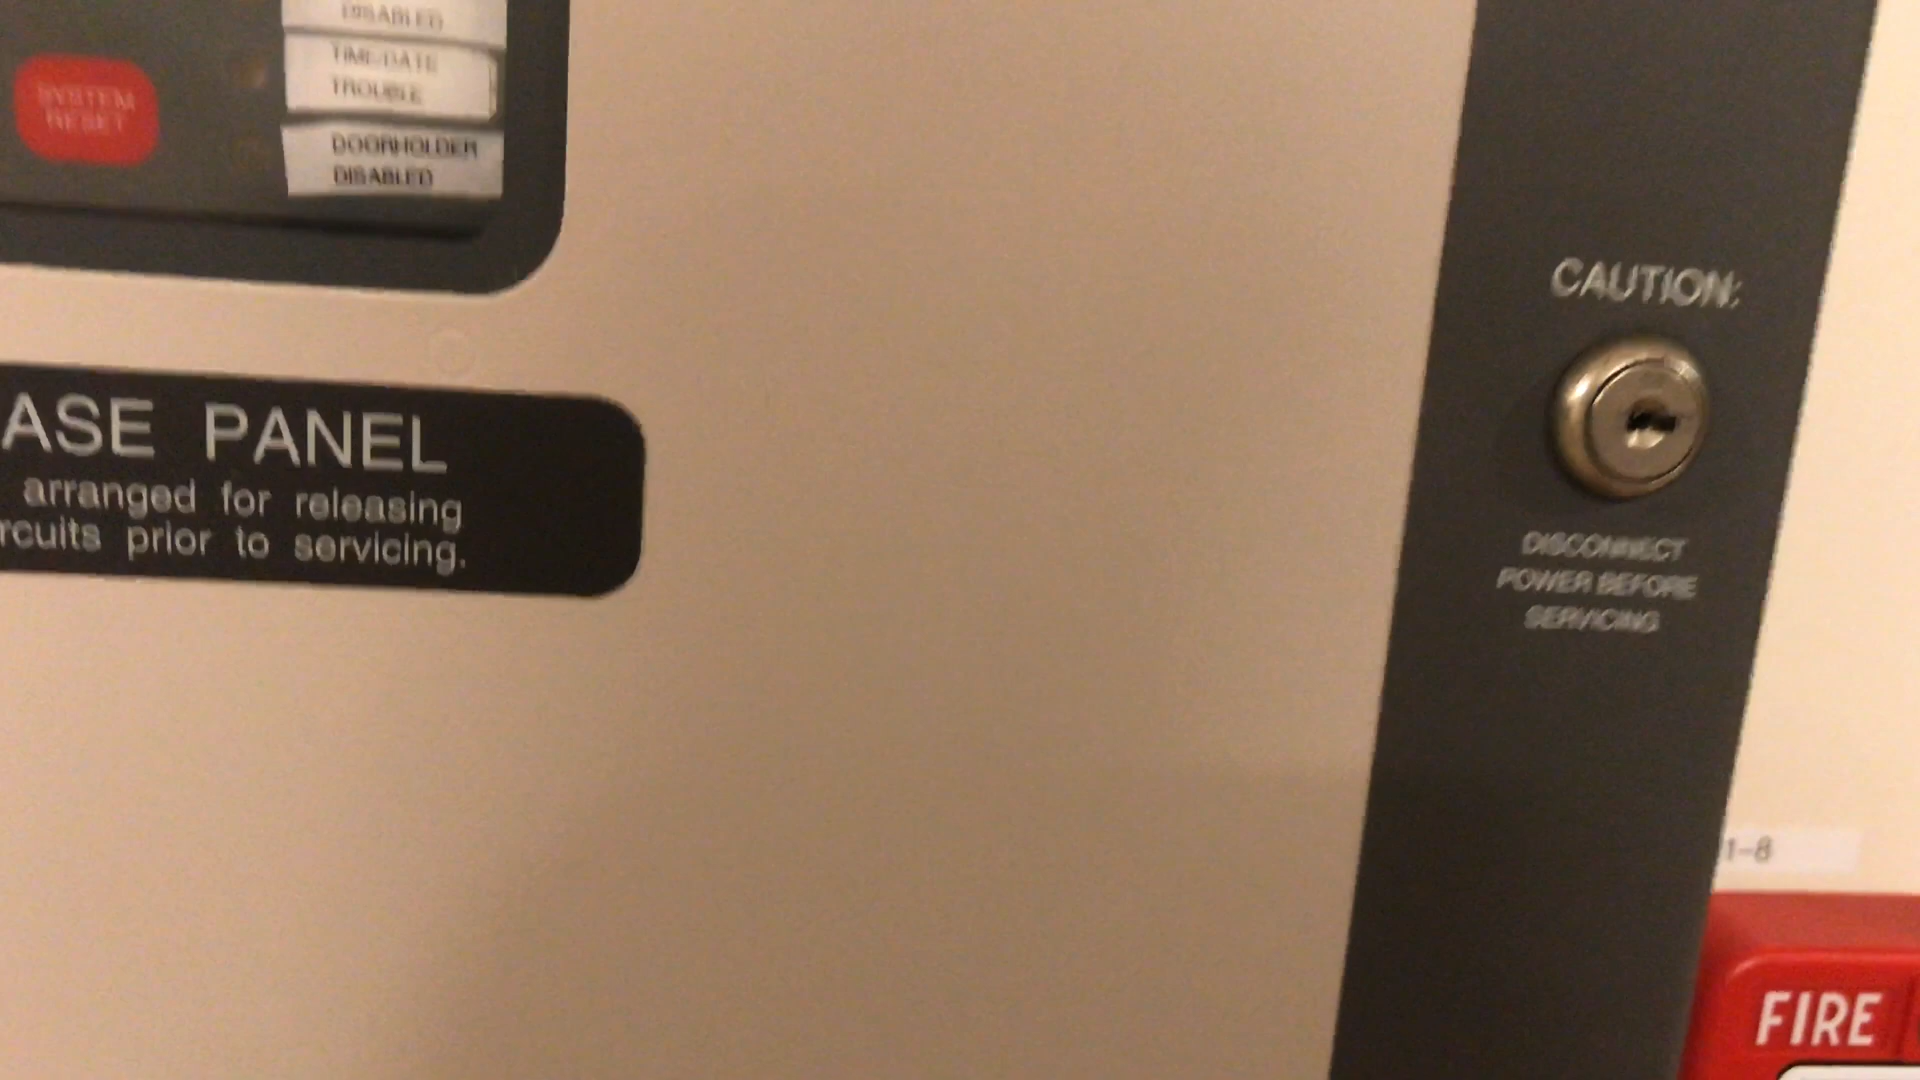 DISABLED
TIME/DATE
TROUBLE
SYSTEM
RESET
DOORHOLDER
DISABLED
CAUTION:
ASE PANEL
arranged for releasing
rcuits prior to servicing.
DISCONNECT
POWER BEFORE
SERVICING
1-8
FIRE